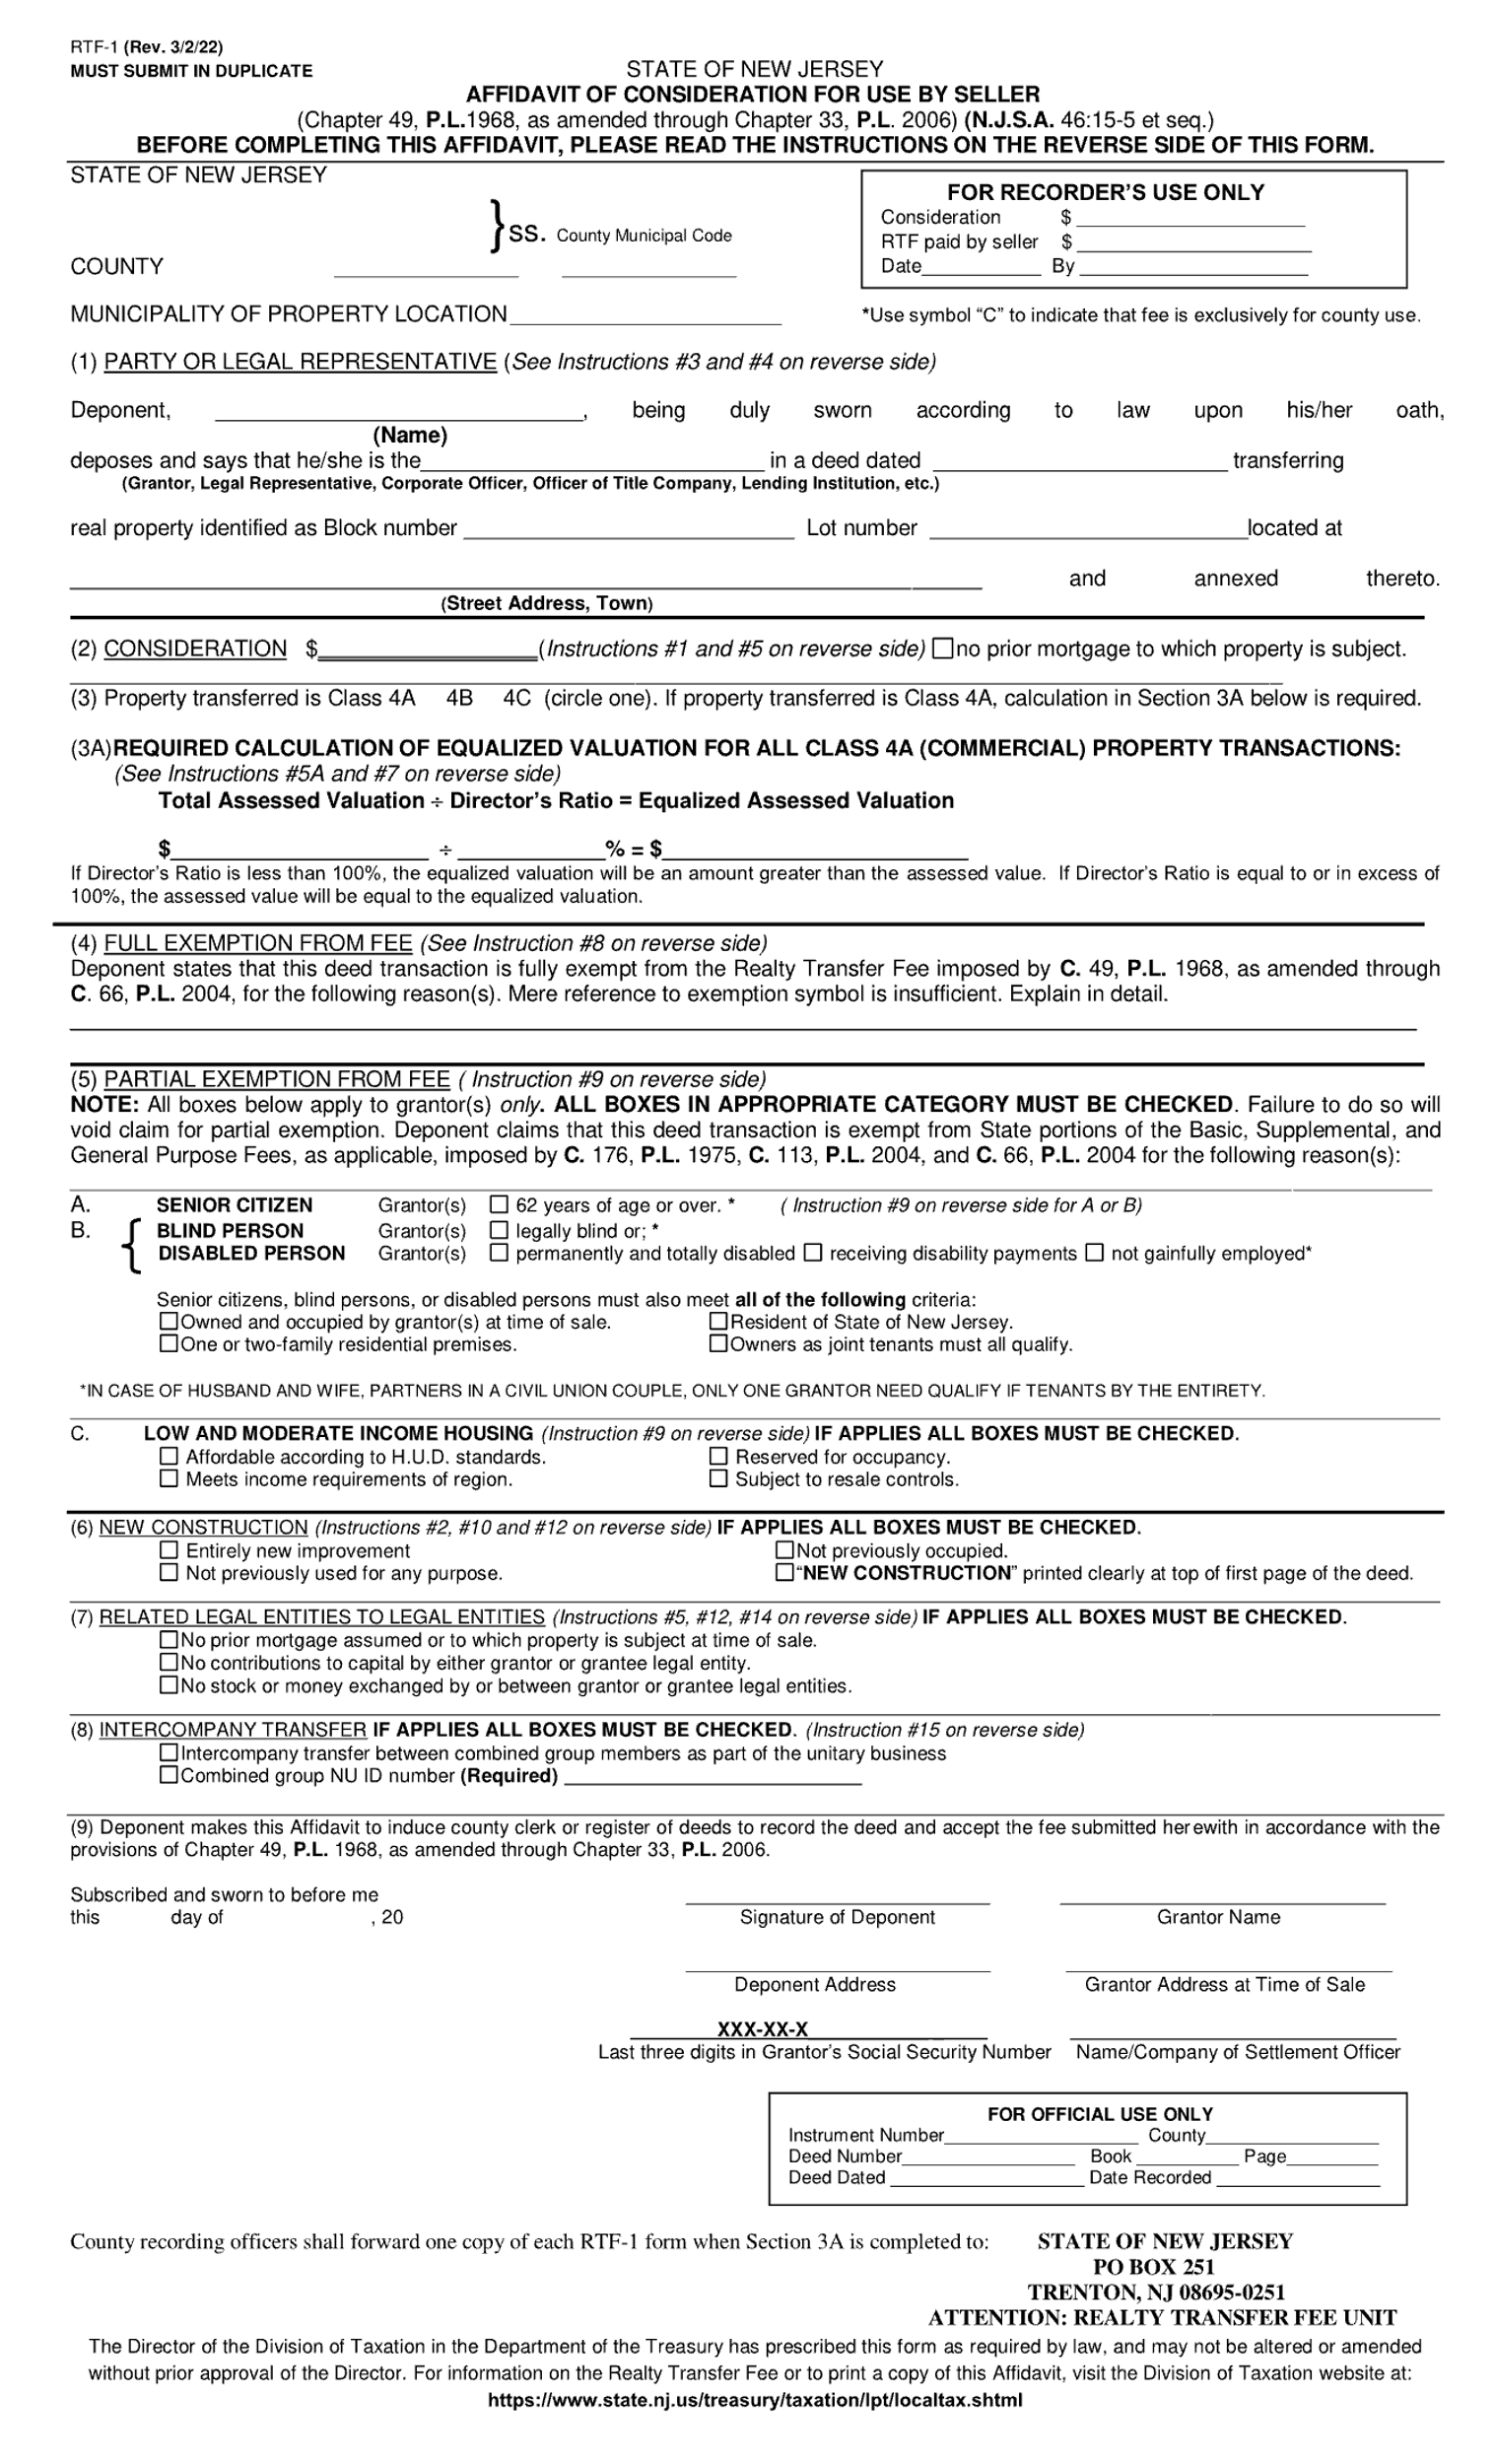 RTF-1 (Rev. 3/2/22)
MUST SUBMIT IN DUPLICATE
STATE OF NEW JERSEY
AFFIDAVIT OF CONSIDERATION FOR USE BY SELLER
(Chapter 49, P.L.1968, as amended through Chapter 33, P.L. 2006) (N.J.S.A. 46:15-5 et seq.)
BEFORE COMPLETING THIS AFFIDAVIT, PLEASE READ THE INSTRUCTIONS ON THE REVERSE SIDE OF THIS FORM.
STATE OF NEW JERSEY
}SS. County Municipal Code
COUNTY ____________ ____________
FOR RECORDER'S USE ONLY
Consideration $ ____________
RTF paid by seller $ ____________
Date____________ By ____________
MUNICIPALITY OF PROPERTY LOCATION____________
*Use symbol “C” to indicate that fee is exclusively for county use.
(1) PARTY OR LEGAL REPRESENTATIVE (See Instructions #3 and #4 on reverse side)
Deponent, ____________, being duly sworn according to law upon his/her oath,
(Name)
deposes and says that he/she is the____________ in a deed dated ____________ transferring
(Grantor, Legal Representative, Corporate Officer, Officer of Title Company, Lending Institution, etc.)
real property identified as Block number ____________ Lot number ____________located at
____________ and annexed thereto.
(Street Address, Town)
(2) CONSIDERATION $____________(Instructions #1 and #5 on reverse side) ☐no prior mortgage to which property is subject.
(3) Property transferred is Class 4A 4B 4C (circle one). If property transferred is Class 4A, calculation in Section 3A below is required.
(3A)REQUIRED CALCULATION OF EQUALIZED VALUATION FOR ALL CLASS 4A (COMMERCIAL) PROPERTY TRANSACTIONS:
(See Instructions #5A and #7 on reverse side)
Total Assessed Valuation ÷ Director's Ratio = Equalized Assessed Valuation
$____________ ÷ ____________% = $____________
If Director's Ratio is less than 100%, the equalized valuation will be an amount greater than the assessed value. If Director's Ratio is equal to or in excess of
100%, the assessed value will be equal to the equalized valuation.
(4) FULL EXEMPTION FROM FEE (See Instruction #8 on reverse side)
Deponent states that this deed transaction is fully exempt from the Realty Transfer Fee imposed by C. 49, P.L. 1968, as amended through
C. 66, P.L. 2004, for the following reason(s). Mere reference to exemption symbol is insufficient. Explain in detail.
(5) PARTIAL EXEMPTION FROM FEE ( Instruction #9 on reverse side)
NOTE: All boxes below apply to grantor(s) only. ALL BOXES IN APPROPRIATE CATEGORY MUST BE CHECKED. Failure to do so will
void claim for partial exemption. Deponent claims that this deed transaction is exempt from State portions of the Basic, Supplemental, and
General Purpose Fees, as applicable, imposed by C. 176, P.L. 1975, C. 113, P.L. 2004, and C. 66, P.L. 2004 for the following reason(s):
A. SENIOR CITIZEN Grantor(s) ☐ 62 years of age or over. * ( Instruction #9 on reverse side for A or B)
B. { BLIND PERSON Grantor(s) ☐ legally blind or; *
DISABLED PERSON Grantor(s) ☐ permanently and totally disabled ☐ receiving disability payments ☐ not gainfully employed*
Senior citizens, blind persons, or disabled persons must also meet all of the following criteria:
☐Owned and occupied by grantor(s) at time of sale. ☐Resident of State of New Jersey.
☐One or two-family residential premises. ☐Owners as joint tenants must all qualify.
*IN CASE OF HUSBAND AND WIFE, PARTNERS IN A CIVIL UNION COUPLE, ONLY ONE GRANTOR NEED QUALIFY IF TENANTS BY THE ENTIRETY.
C. LOW AND MODERATE INCOME HOUSING (Instruction #9 on reverse side) IF APPLIES ALL BOXES MUST BE CHECKED.
☐ Affordable according to H.U.D. standards. ☐ Reserved for occupancy.
☐ Meets income requirements of region. ☐ Subject to resale controls.
(6) NEW CONSTRUCTION (Instructions #2, #10 and #12 on reverse side) IF APPLIES ALL BOXES MUST BE CHECKED.
☐ Entirely new improvement ☐Not previously occupied.
☐ Not previously used for any purpose. ☐“NEW CONSTRUCTION” printed clearly at top of first page of the deed.
(7) RELATED LEGAL ENTITIES TO LEGAL ENTITIES (Instructions #5, #12, #14 on reverse side) IF APPLIES ALL BOXES MUST BE CHECKED.
☐No prior mortgage assumed or to which property is subject at time of sale.
☐No contributions to capital by either grantor or grantee legal entity.
☐No stock or money exchanged by or between grantor or grantee legal entities.
(8) INTERCOMPANY TRANSFER IF APPLIES ALL BOXES MUST BE CHECKED. (Instruction #15 on reverse side)
☐Intercompany transfer between combined group members as part of the unitary business
☐Combined group NU ID number (Required) ____________
(9) Deponent makes this Affidavit to induce county clerk or register of deeds to record the deed and accept the fee submitted herewith in accordance with the
provisions of Chapter 49, P.L. 1968, as amended through Chapter 33, P.L. 2006.
Subscribed and sworn to before me
this day of , 20
Signature of Deponent Grantor Name
Deponent Address Grantor Address at Time of Sale
XXX-XX-X____________
Last three digits in Grantor's Social Security Number Name/Company of Settlement Officer
FOR OFFICIAL USE ONLY
Instrument Number____________ County____________
Deed Number____________ Book ____________ Page____________
Deed Dated ____________ Date Recorded ____________
County recording officers shall forward one copy of each RTF-1 form when Section 3A is completed to:
STATE OF NEW JERSEY
PO BOX 251
TRENTON, NJ 08695-0251
ATTENTION: REALTY TRANSFER FEE UNIT
The Director of the Division of Taxation in the Department of the Treasury has prescribed this form as required by law, and may not be altered or amended
without prior approval of the Director. For information on the Realty Transfer Fee or to print a copy of this Affidavit, visit the Division of Taxation website at:
https://www.state.nj.us/treasury/taxation/lpt/localtax.shtml